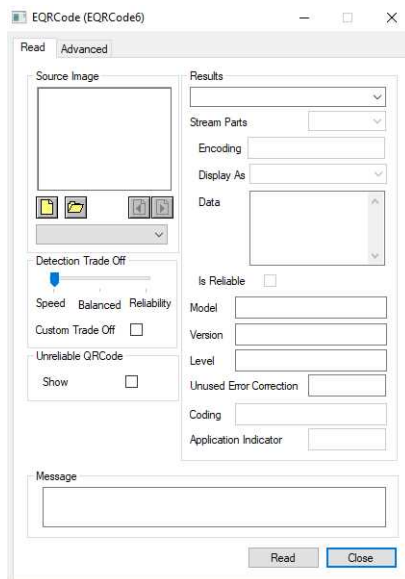 EQRCode (EQRCode6)
Read Advanced
Source Image
Detection Trade Off
Speed Balanced Reliability
Custom Trade Off
Unreliable QRCode
Show
Results
Stream Parts
Encoding
Display As
Data
Is Reliable
Model
Version
Level
Unused Error Correction
Coding
Application Indicator
Message
Read Close